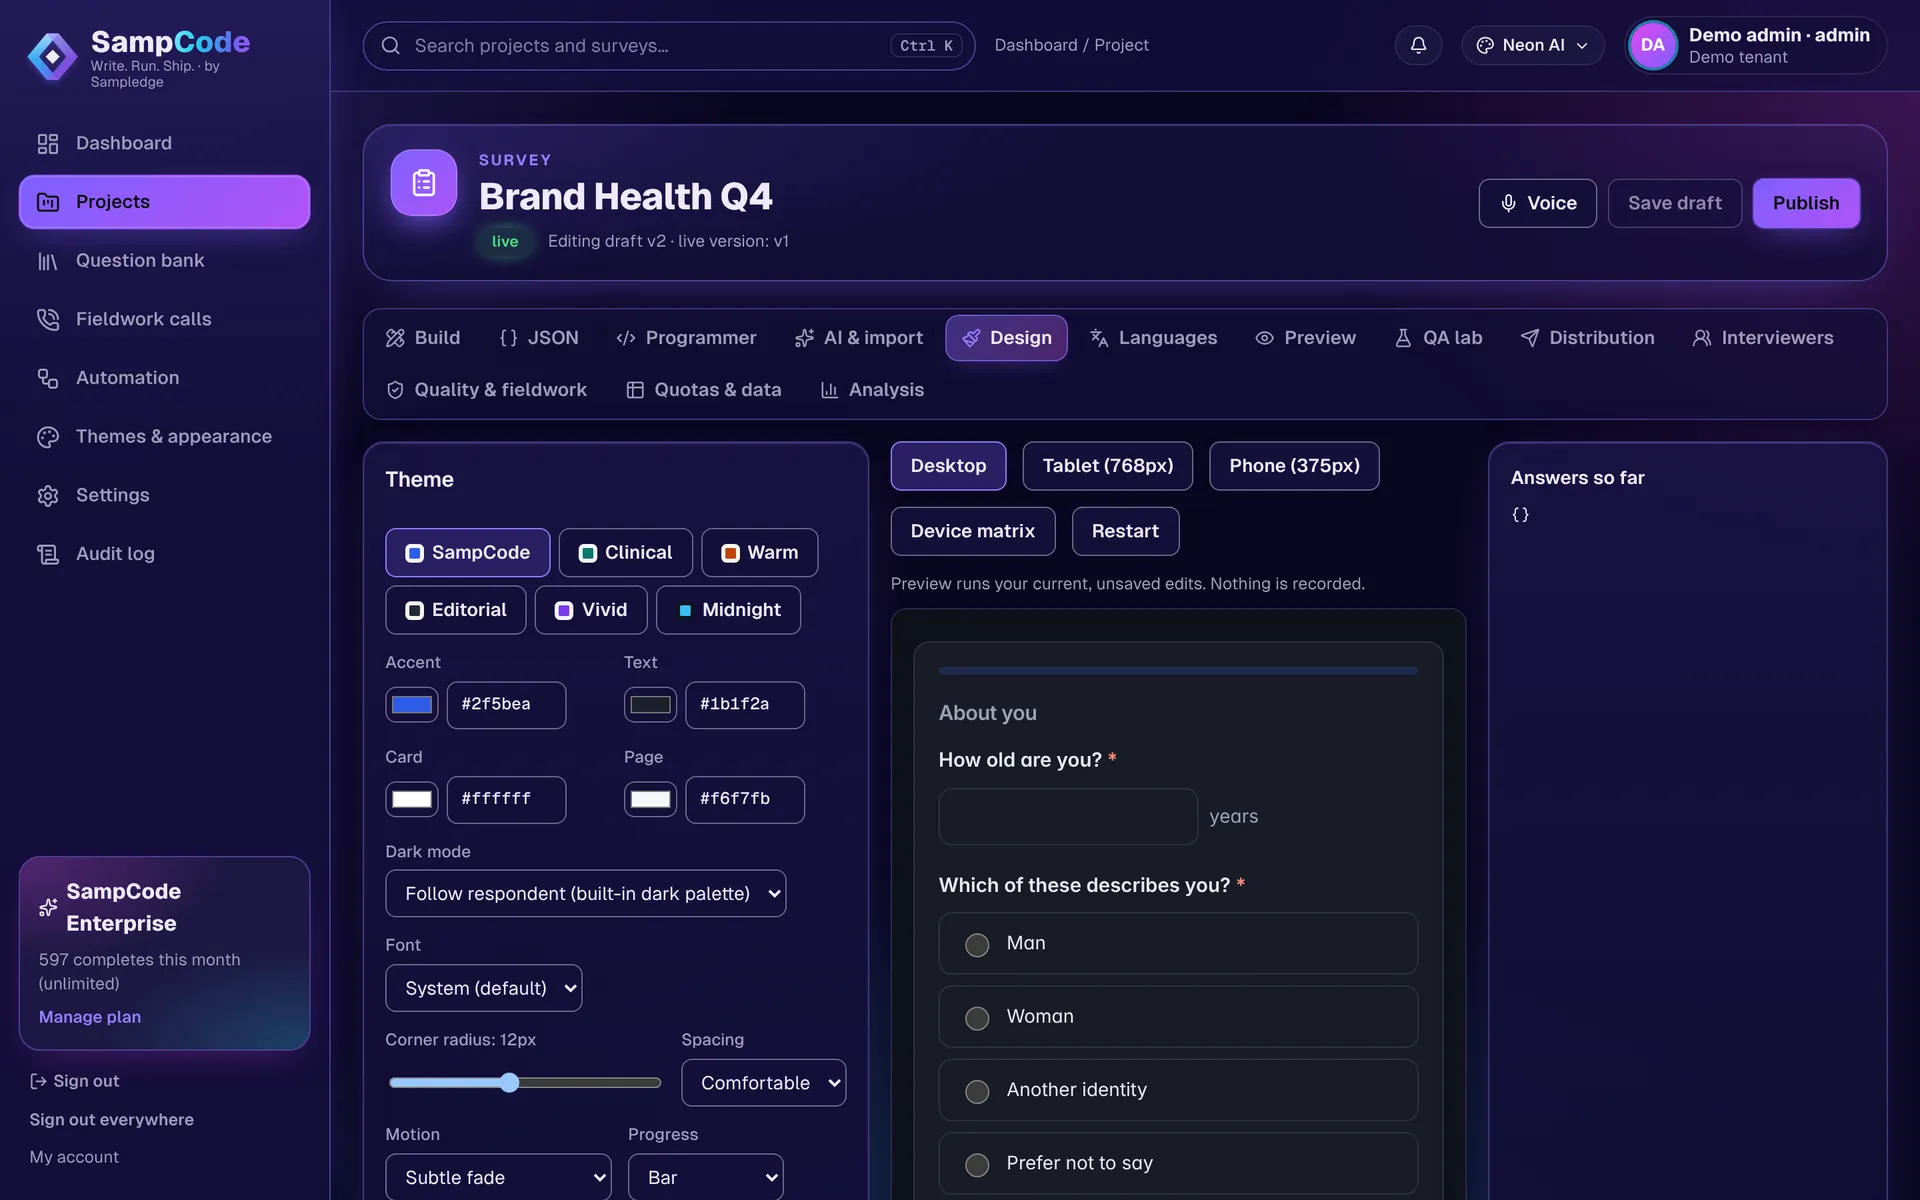 SampCode
Write. Run. Ship. · by
Sampledge
Dashboard
Projects
Question bank
Fieldwork calls
Automation
Themes & appearance
Settings
Audit log
SampCode
Enterprise
597 completes this month
(unlimited)
Manage plan
Sign out
Sign out everywhere
My account
Search projects and surveys...
Ctrl K
Dashboard / Project
Neon AI
DA
Demo admin · admin
Demo tenant
SURVEY
Brand Health Q4
live
Editing draft v2 · live version: v1
Voice
Save draft
Publish
Build
{} JSON
</> Programmer
AI & import
Design
Languages
Preview
QA lab
Distribution
Interviewers
Quality & fieldwork
Quotas & data
Analysis
Theme
SampCode
Clinical
Warm
Editorial
Vivid
Midnight
Accent
Text
#2f5bea
#1b1f2a
Card
Page
#ffffff
#f6f7fb
Dark mode
Follow respondent (built-in dark palette)
Font
System (default)
Corner radius: 12px
Spacing
Comfortable
Motion
Progress
Subtle fade
Bar
Desktop
Tablet (768px)
Phone (375px)
Device matrix
Restart
Preview runs your current, unsaved edits. Nothing is recorded.
About you
How old are you? *
years
Which of these describes you? *
Man
Woman
Another identity
Prefer not to say
Answers so far
{}